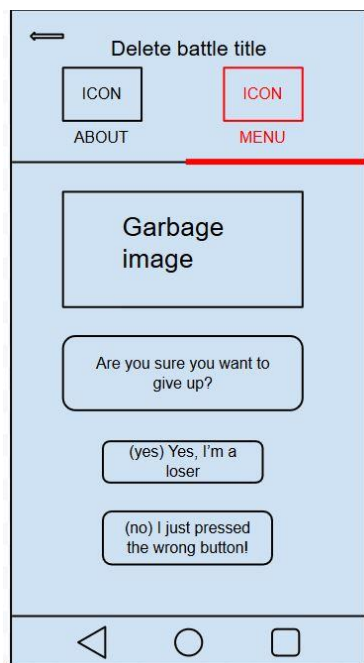 Delete battle title
ICON
ICON
ABOUT
MENU
Garbage
image
Are you sure you want to
give up?
(yes) Yes, I'm a
loser
(no) I just pressed
the wrong button!